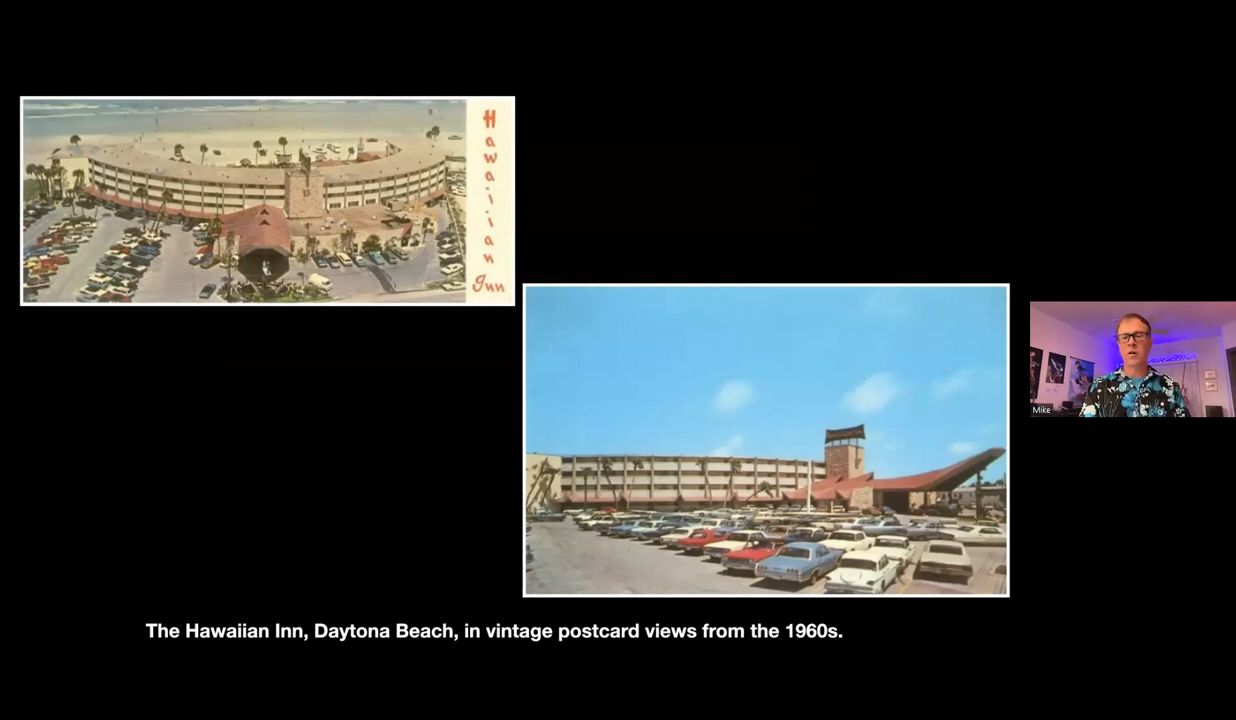 Hawaiian
Inn
Mike
The Hawaiian Inn, Daytona Beach, in vintage postcard views from the 1960s.